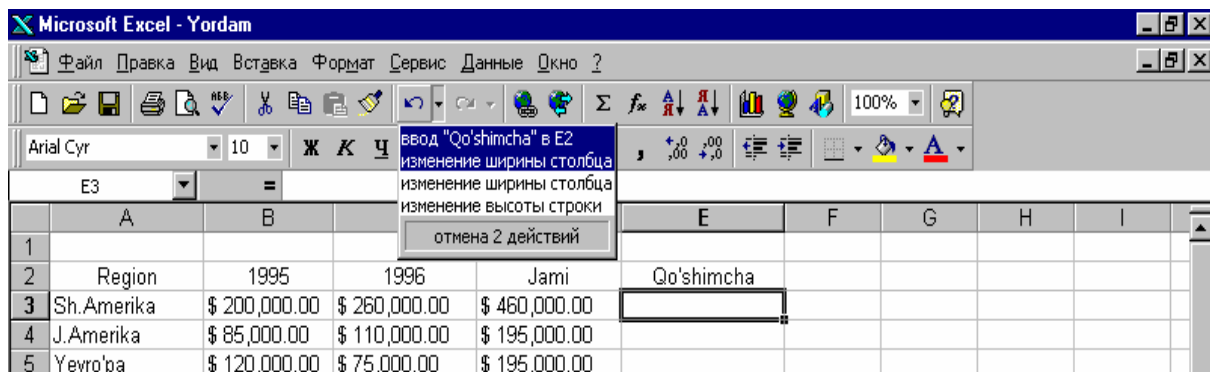 Microsoft Excel - Yordam
Файл Правка Вид Вставка Формат Сервис Данные Окно ?
100%
Arial Cyr 10 Ж К Ч
ввод "Qo'shimcha" в E2
изменение ширины столбца
изменение ширины столбца
изменение высоты строки
отмена 2 действий
E3 =
A B E F G H I
1
2 Region 1995 1996 Jami Qo'shimcha
3 Sh.Amerika $ 200,000.00 $ 260,000.00 $ 460,000.00
4 J.Amerika $ 85,000.00 $ 110,000.00 $ 195,000.00
5 Yevro'pa $ 120,000.00 $ 75,000.00 $ 195,000.00